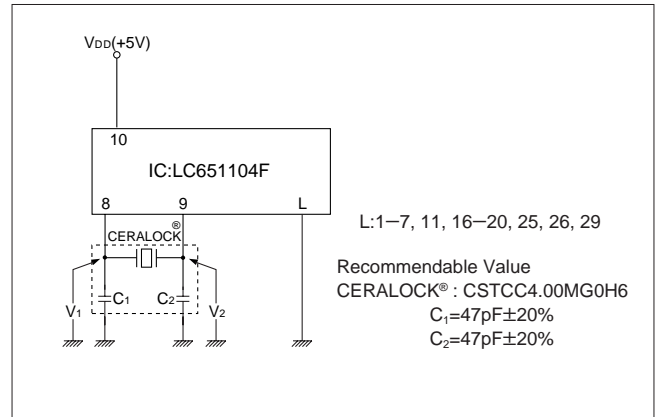 VDD(+5V)
10
IC:LC651104F
8 9 L
CERALOCK®
V1 C1 C2 V2
L:1–7, 11, 16–20, 25, 26, 29
Recommendable Value
CERALOCK® : CSTCC4.00MG0H6
C1=47pF±20%
C2=47pF±20%